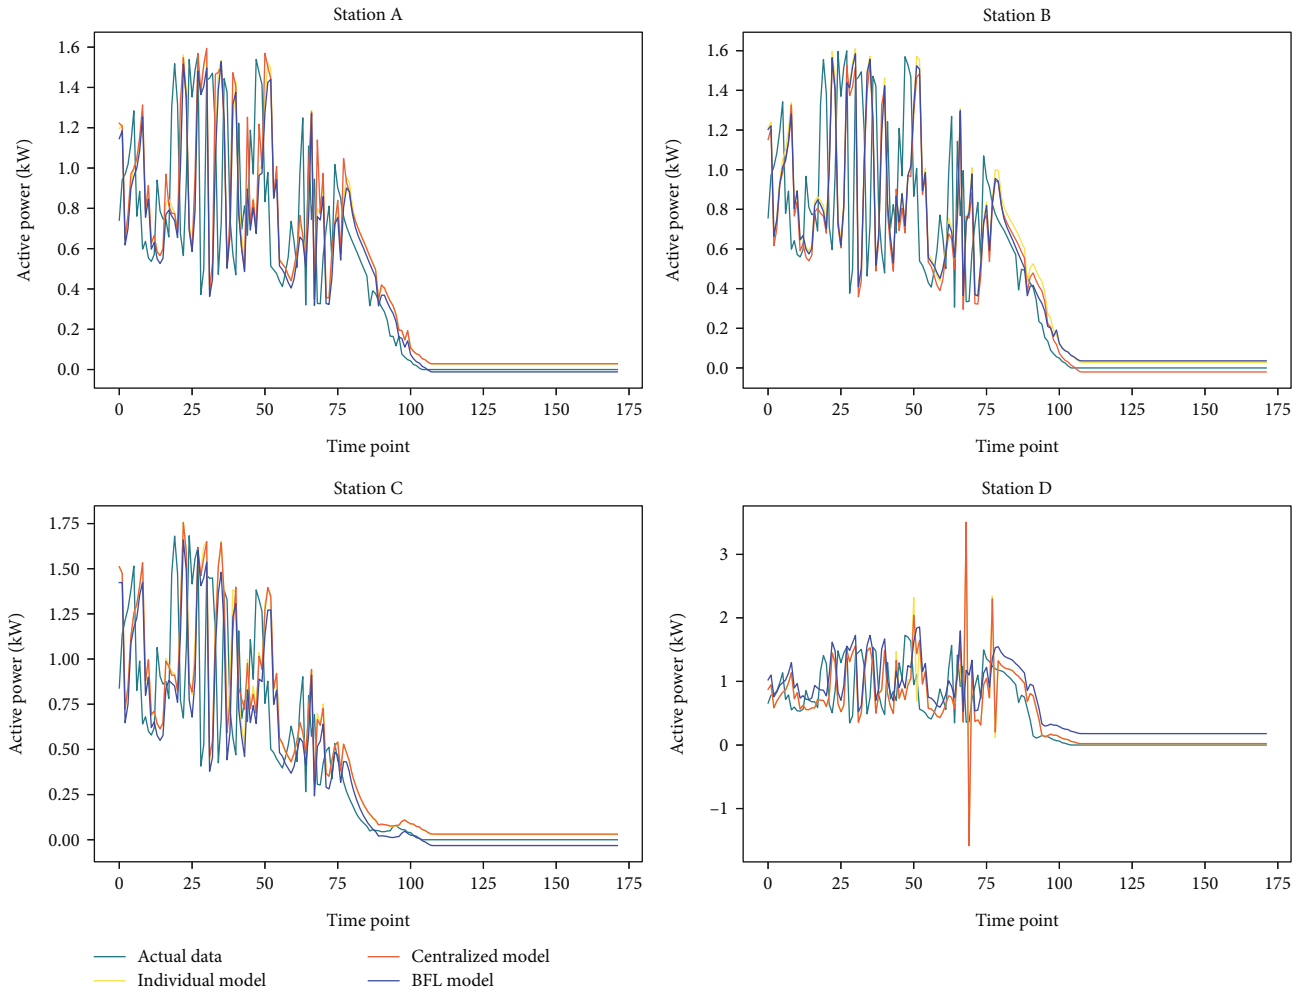 Station A
Active power (kW)
1.6
1.4
1.2
1.0
0.8
0.6
0.4
0.2
0.0
0 25 50 75 100 125 150 175
Time point
Station B
Active power (kW)
1.6
1.4
1.2
1.0
0.8
0.6
0.4
0.2
0.0
0 25 50 75 100 125 150 175
Time point
Station C
Active power (kW)
1.75
1.50
1.25
1.00
0.75
0.50
0.25
0.00
0 25 50 75 100 125 150 175
Time point
Station D
Active power (kW)
3
2
1
0
–1
0 25 50 75 100 125 150 175
Time point
Actual data
Individual model
Centralized model
BFL model